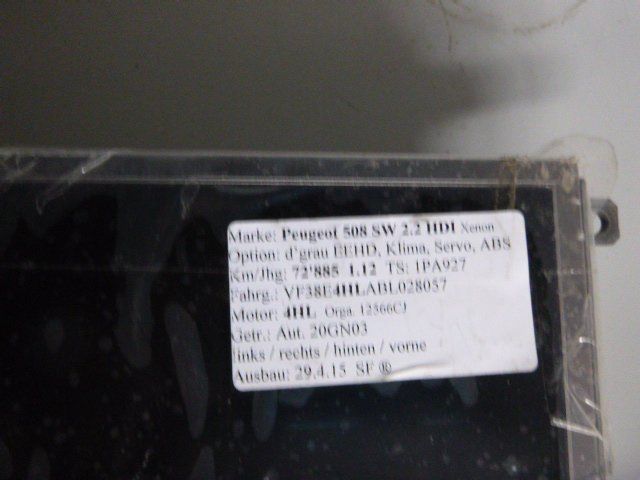 Marke: Peugeot 508 SW 2.2 HDI Xenon
Option: d'grau EEHD, Klima, Servo, ABS
Km/Jhg: 72'885 1.12 TS: 1PA927
Fahrg.: VF38E4HLABL028057
Motor: 4HL Orga. 12566CJ
Getr.: Aut. 20GN03
links / rechts / hinten / vorne
Ausbau: 29.4.15 SF ®